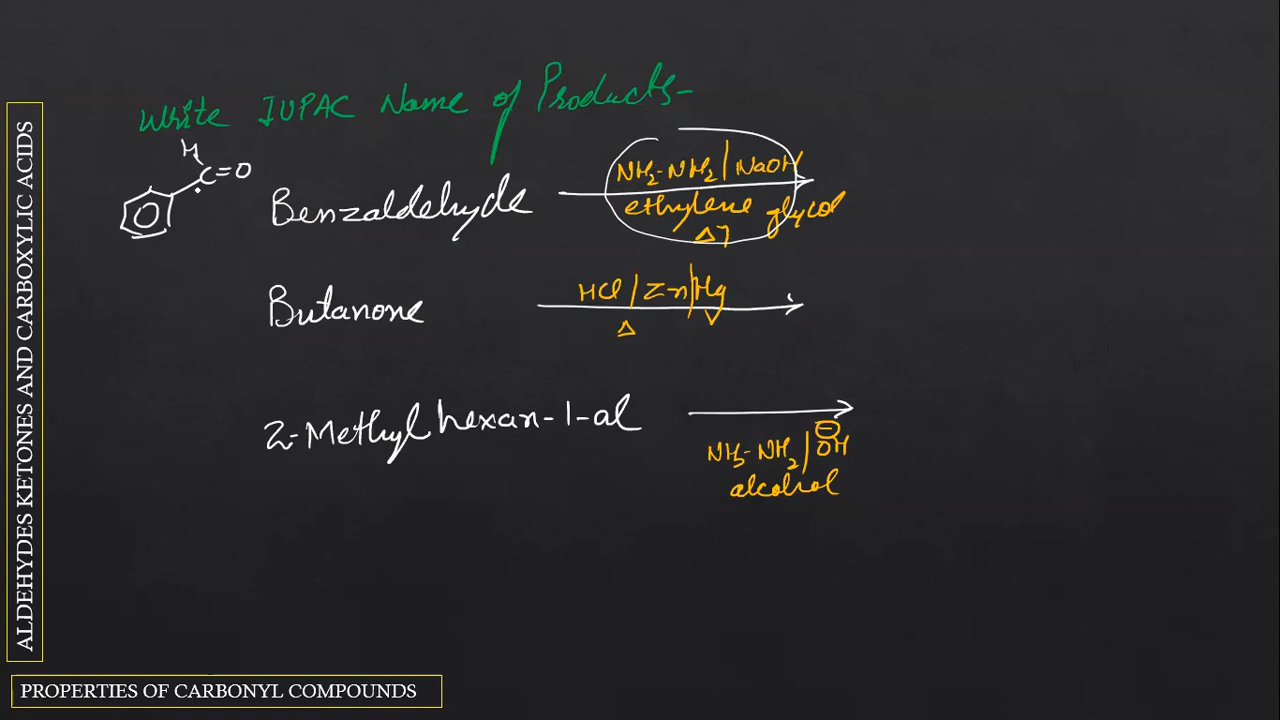 Write IUPAC Name of Products-
H
C=O
Benzaldehyde
NH2-NH2 | NaOH
ethylene glycol
Δ
Butanone
HCl / Zn | Hg
Δ
2-Methyl hexan-1-al
NH2-NH2 | OH
alcohol
ALDEHYDES KETONES AND CARBOXYLIC ACIDS
PROPERTIES OF CARBONYL COMPOUNDS